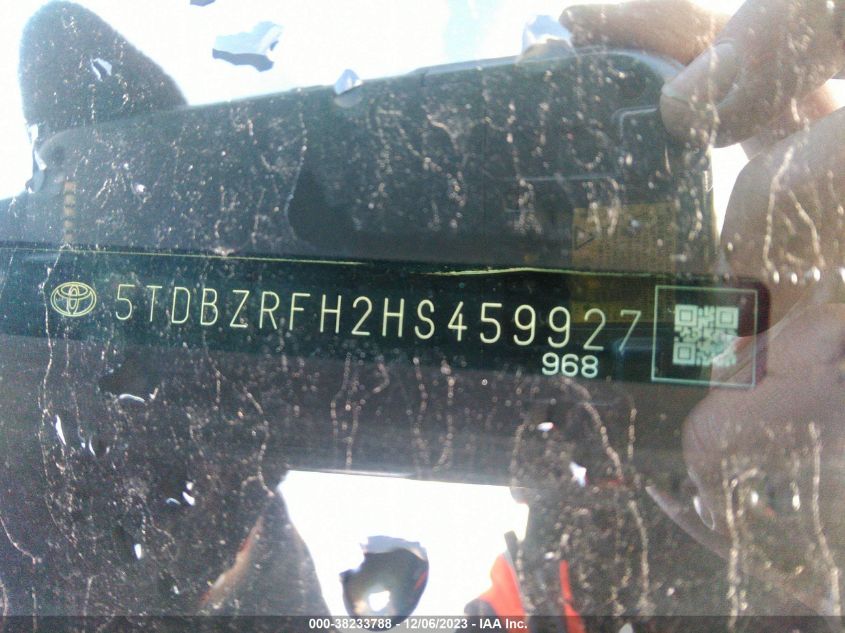 5TDBZRFH2HS459927
968
000-38233788 - 12/06/2023 - IAA Inc.